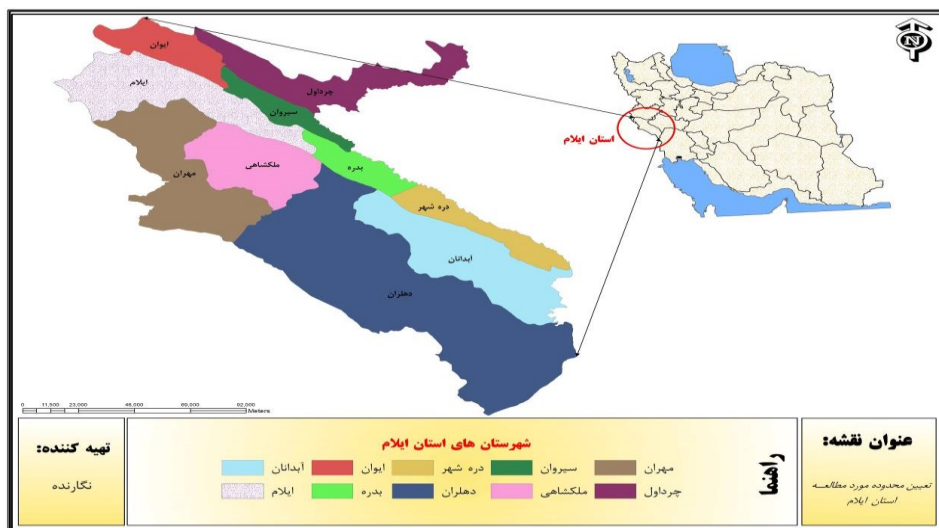 N
ایوان
چرداول
ایلام
سیروان
ملکشاهی
مهران
بدره
دره شهر
آبدانان
دهلران
استان ایلام
0 11,500 23,000 46,000 69,000 92,000
Meters
عنوان نقشه:
تعیین محدوده مورد مطالعه
استان ایلام
راهنما
شهرستان های استان ایلام
مهران سیروان دره شهر ایوان آبدانان
چرداول ملکشاهی دهلران بدره ایلام
تهیه کننده:
نگارنده